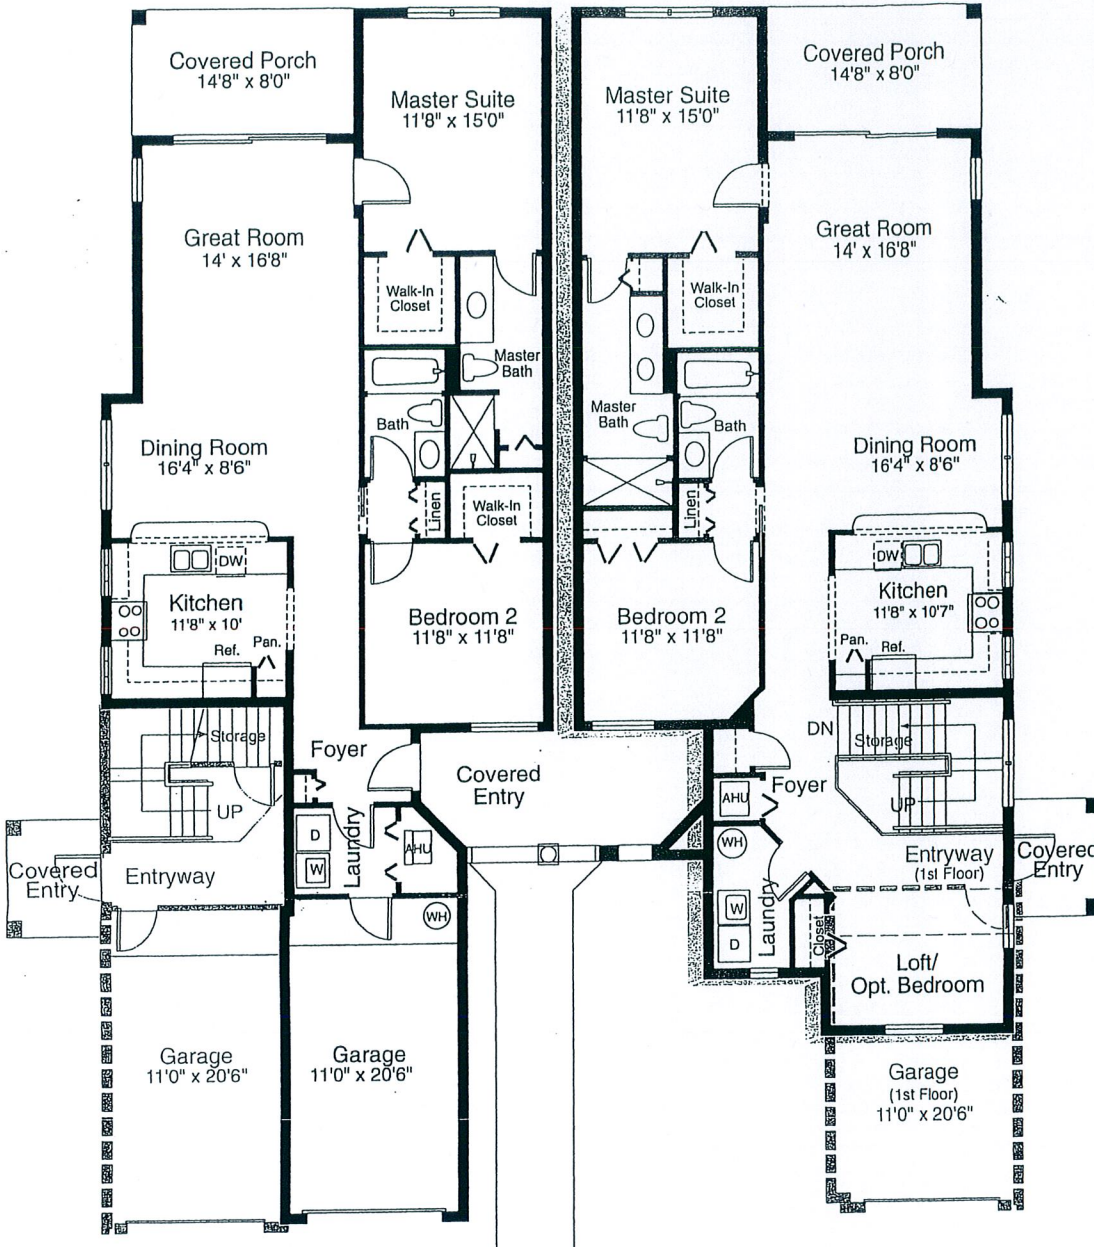 Covered Porch
14'8" x 8'0"
Master Suite
11'8" x 15'0"
Great Room
14' x 16'8"
Walk-In
Closet
Master
Bath
Bath
Dining Room
16'4" x 8'6"
Linen
Walk-In
Closet
DW
Kitchen
11'8" x 10'
Ref.
Pan.
Bedroom 2
11'8" x 11'8"
Storage
UP
Foyer
Covered
Entry
D
W
Laundry
AHU
Covered
Entry
Entryway
WH
Garage
11'0" x 20'6"
Garage
11'0" x 20'6"
Master Suite
11'8" x 15'0"
Covered Porch
14'8" x 8'0"
Great Room
14' x 16'8"
Walk-In
Closet
Master
Bath
Bath
Dining Room
16'4" x 8'6"
Linen
DW
Kitchen
11'8" x 10'7"
Pan.
Ref.
Bedroom 2
11'8" x 11'8"
DN
Storage
UP
Foyer
AHU
WH
W
D
Laundry
Closet
Entryway
(1st Floor)
Covered
Entry
Loft/
Opt. Bedroom
Garage
(1st Floor)
11'0" x 20'6"